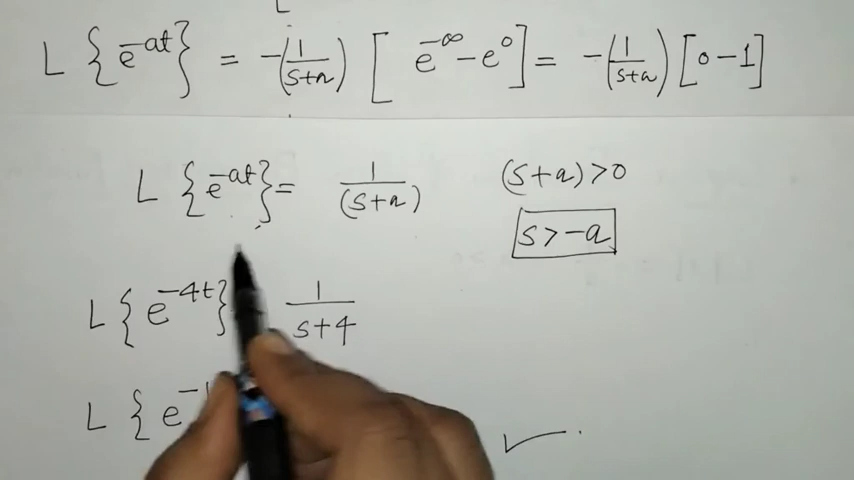 L { e^-at } = -(1/(s+a)) [ e^-∞ - e^0 ] = -(1/(s+a)) [0-1]
L { e^-at } = 1/(s+a) (s+a) > 0
s > -a
L { e^-4t } 1/(s+4)
L { e^-